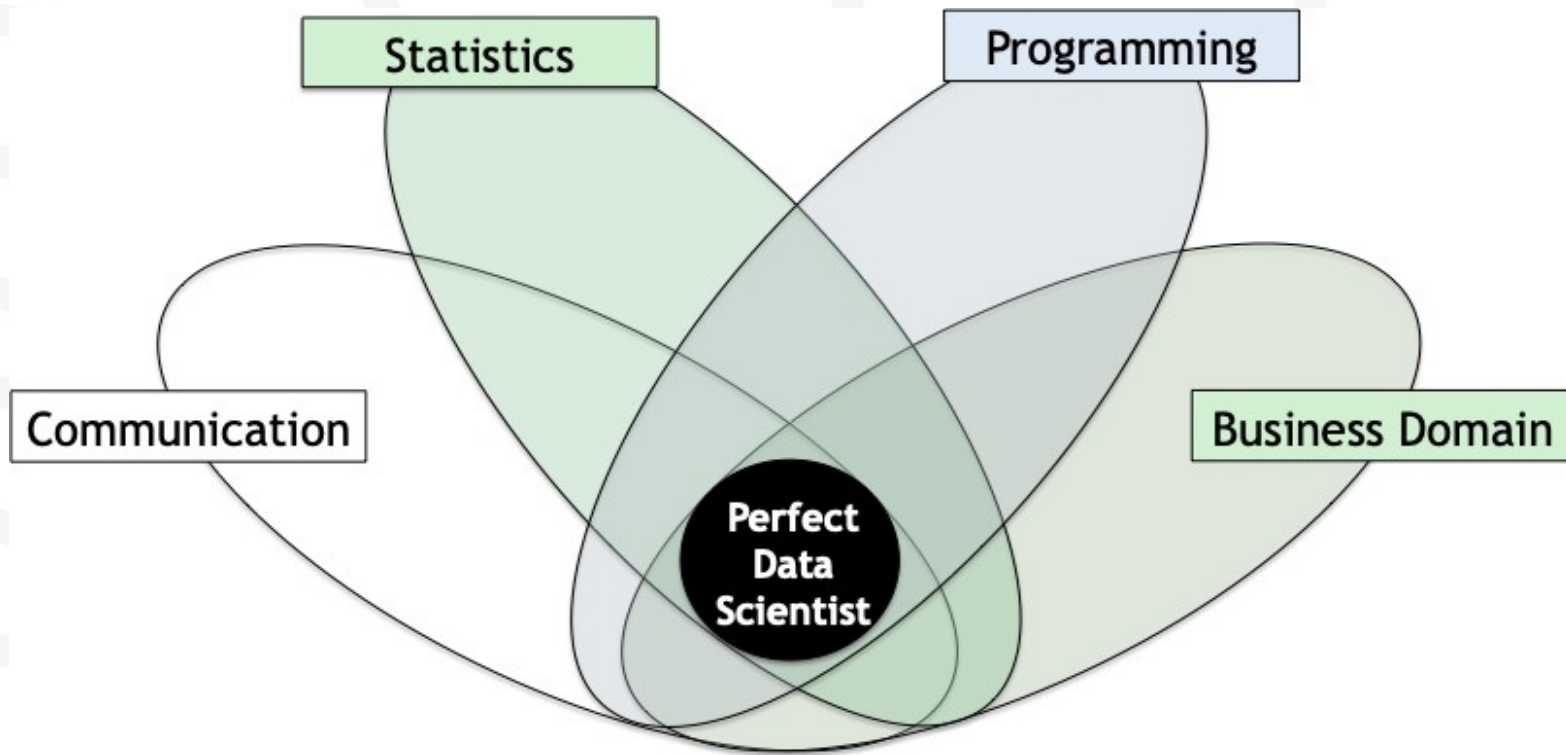 Statistics
Programming
Communication
Business Domain
Perfect
Data
Scientist